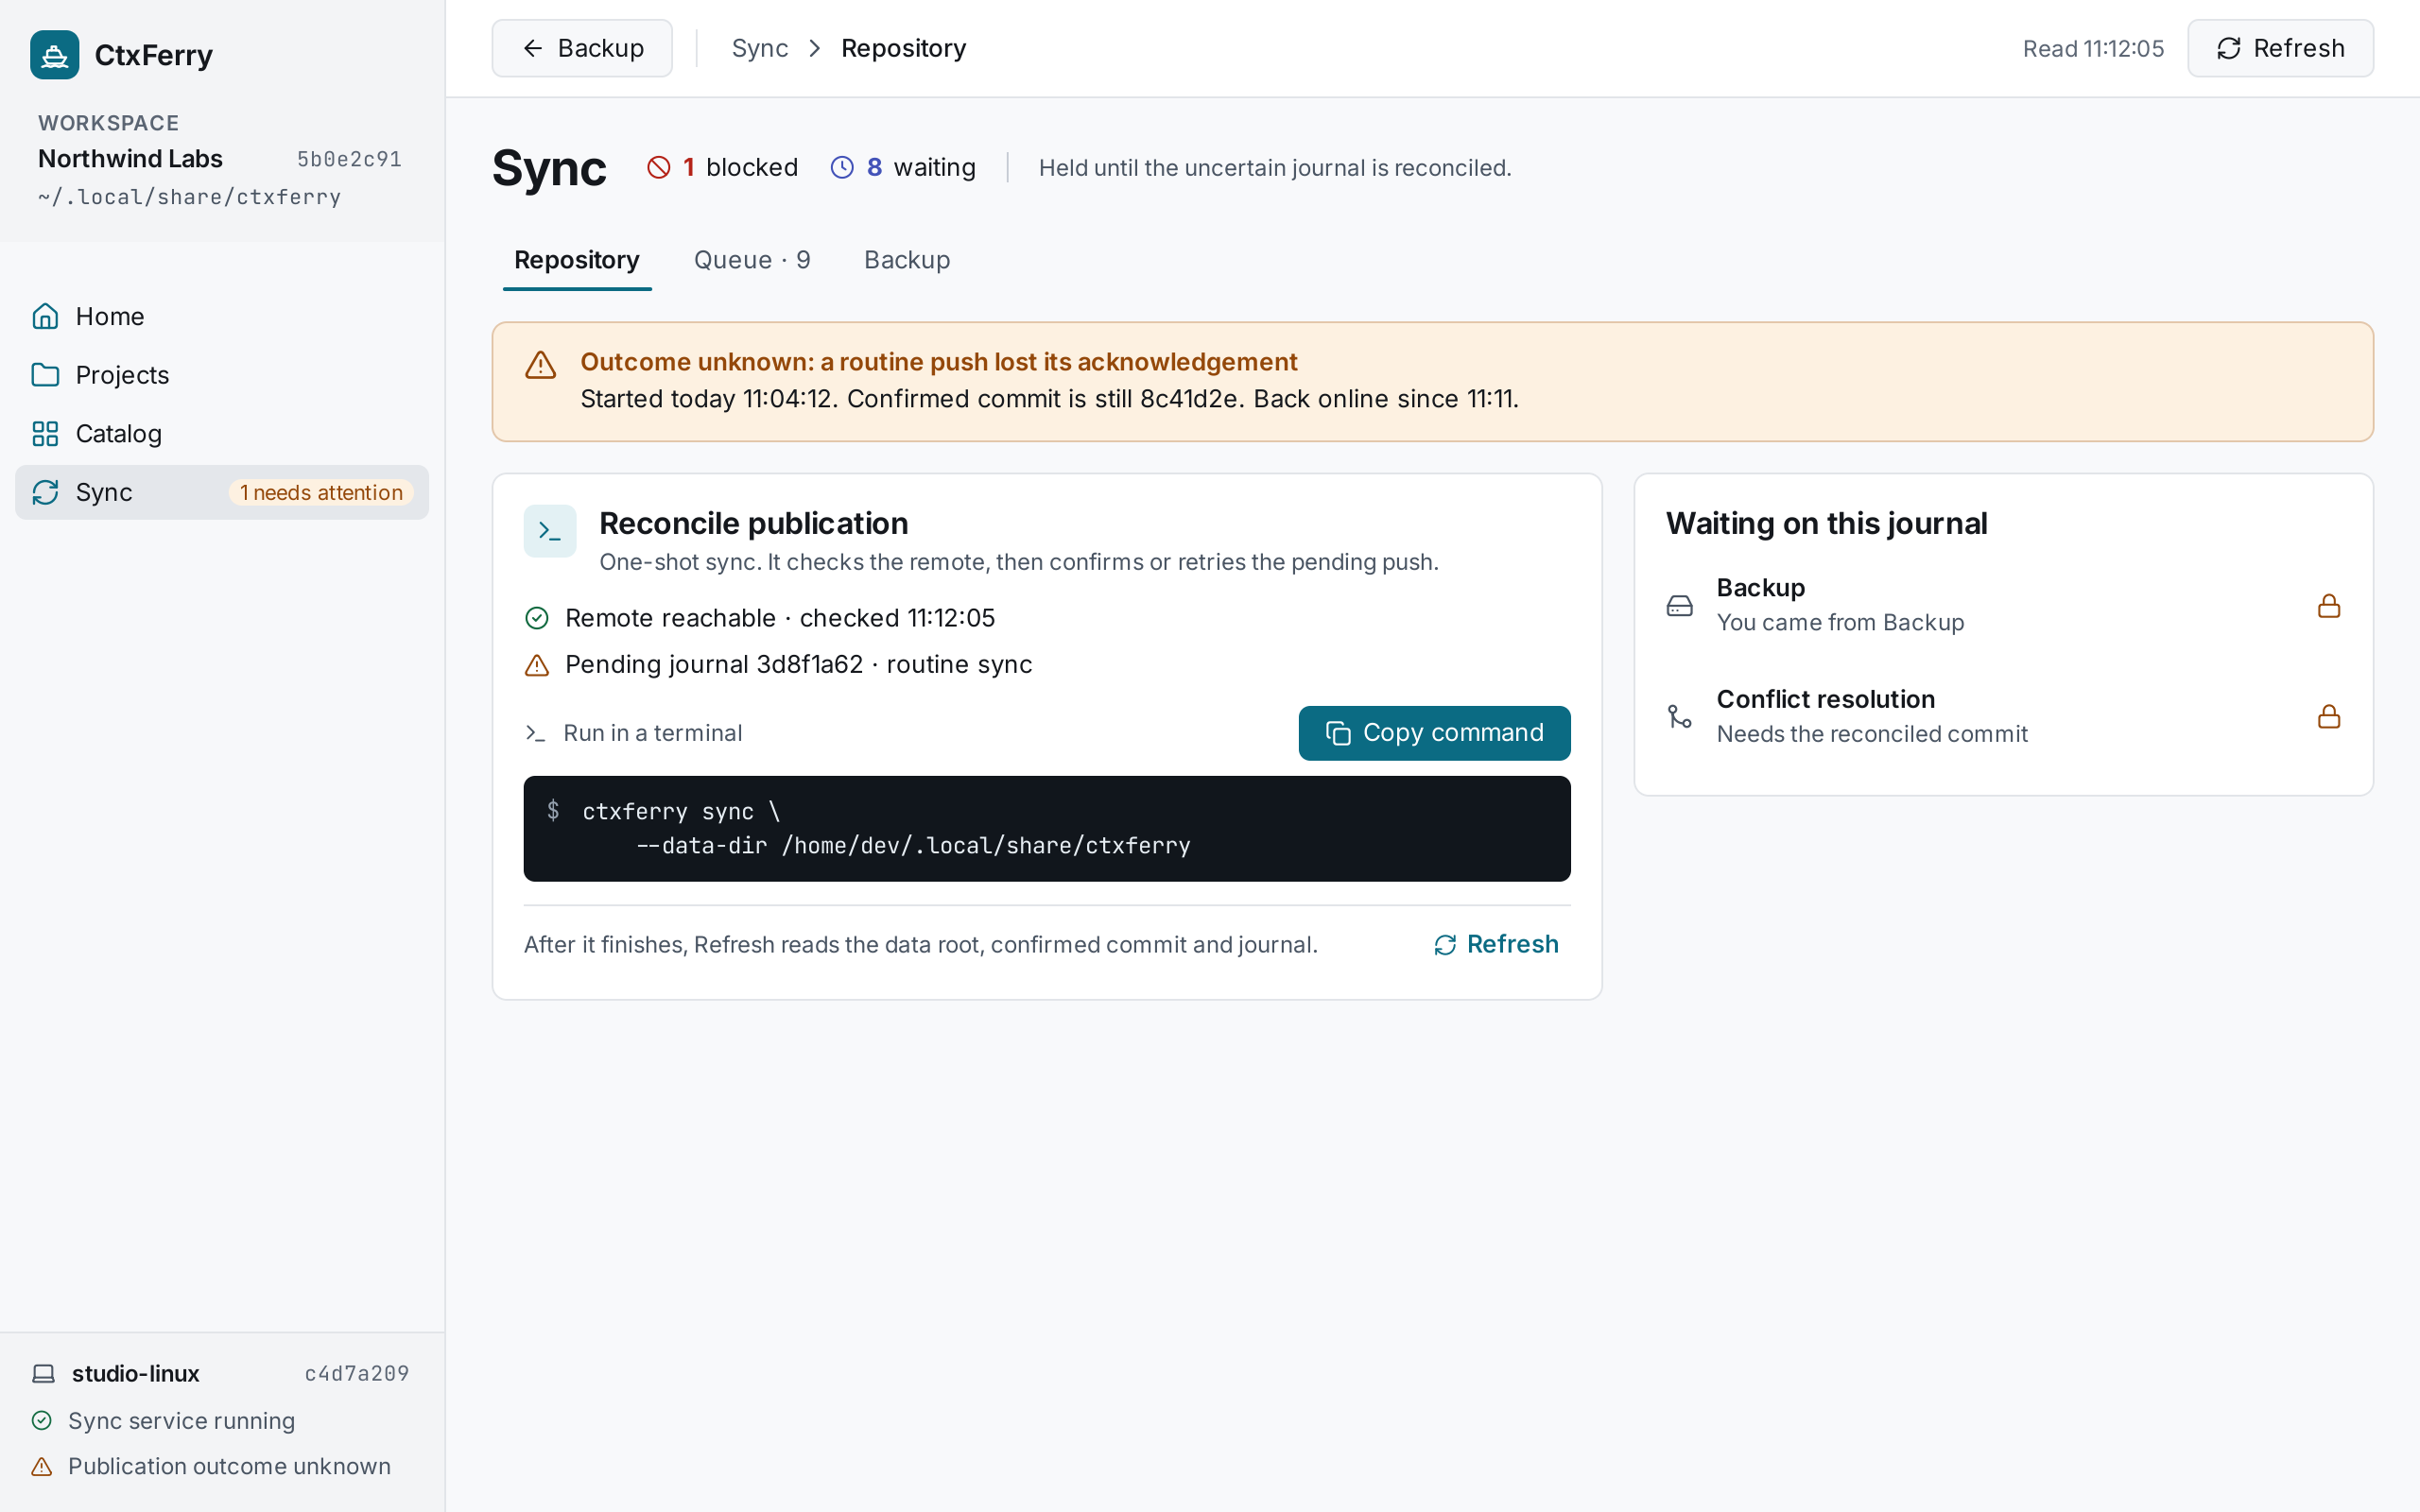 CtxFerry
WORKSPACE
Northwind Labs 5b0e2c91
~/.local/share/ctxferry
Home
Projects
Catalog
Sync 1 needs attention
studio-linux c4d7a209
Sync service running
Publication outcome unknown
Backup Sync Repository Read 11:12:05 Refresh
Sync 1 blocked 8 waiting Held until the uncertain journal is reconciled.
Repository Queue · 9 Backup
Outcome unknown: a routine push lost its acknowledgement
Started today 11:04:12. Confirmed commit is still 8c41d2e. Back online since 11:11.
Reconcile publication
One-shot sync. It checks the remote, then confirms or retries the pending push.
Remote reachable · checked 11:12:05
Pending journal 3d8f1a62 · routine sync
Run in a terminal Copy command
$ ctxferry sync \
--data-dir /home/dev/.local/share/ctxferry
After it finishes, Refresh reads the data root, confirmed commit and journal. Refresh
Waiting on this journal
Backup
You came from Backup
Conflict resolution
Needs the reconciled commit